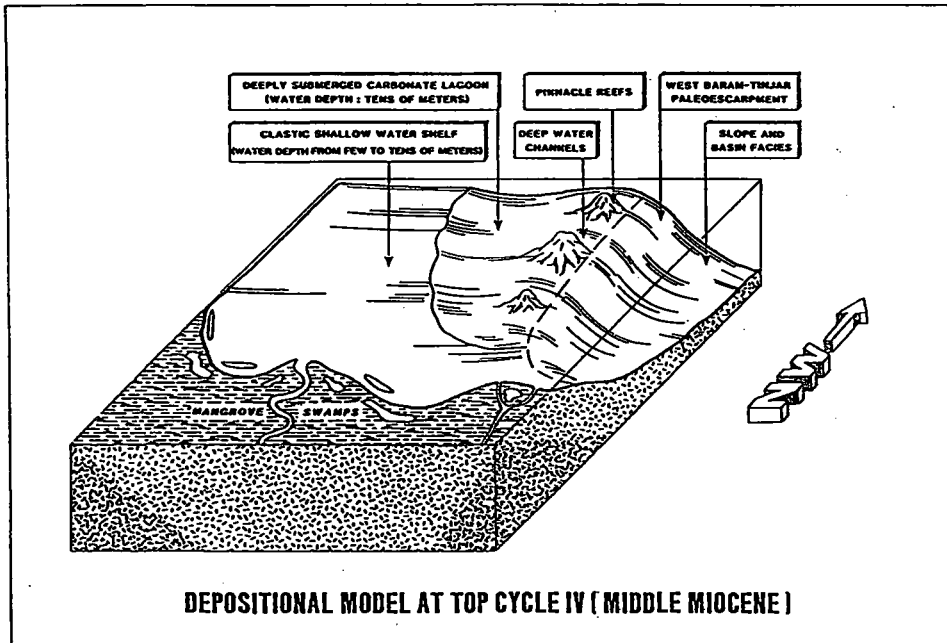 DEEPLY SUBMERGED CARBONATE LAGOON
(WATER DEPTH : TENS OF METERS)
PINNACLE REEFS
WEST BARAM-TINJAR
PALEOESCARPMENT
CLASTIC SHALLOW WATER SHELF
(WATER DEPTH FROM FEW TO TENS OF METERS)
DEEP WATER
CHANNELS
SLOPE AND
BASIN FACIES
NNW
MANGROVE SWAMPS
DEPOSITIONAL MODEL AT TOP CYCLE IV ( MIDDLE MIOCENE )